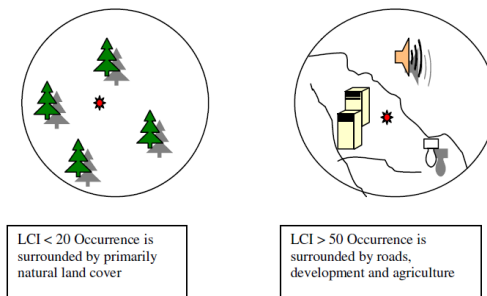 LCI < 20 Occurrence is
surrounded by primarily
natural land cover
LCI > 50 Occurrence is
surrounded by roads,
development and agriculture